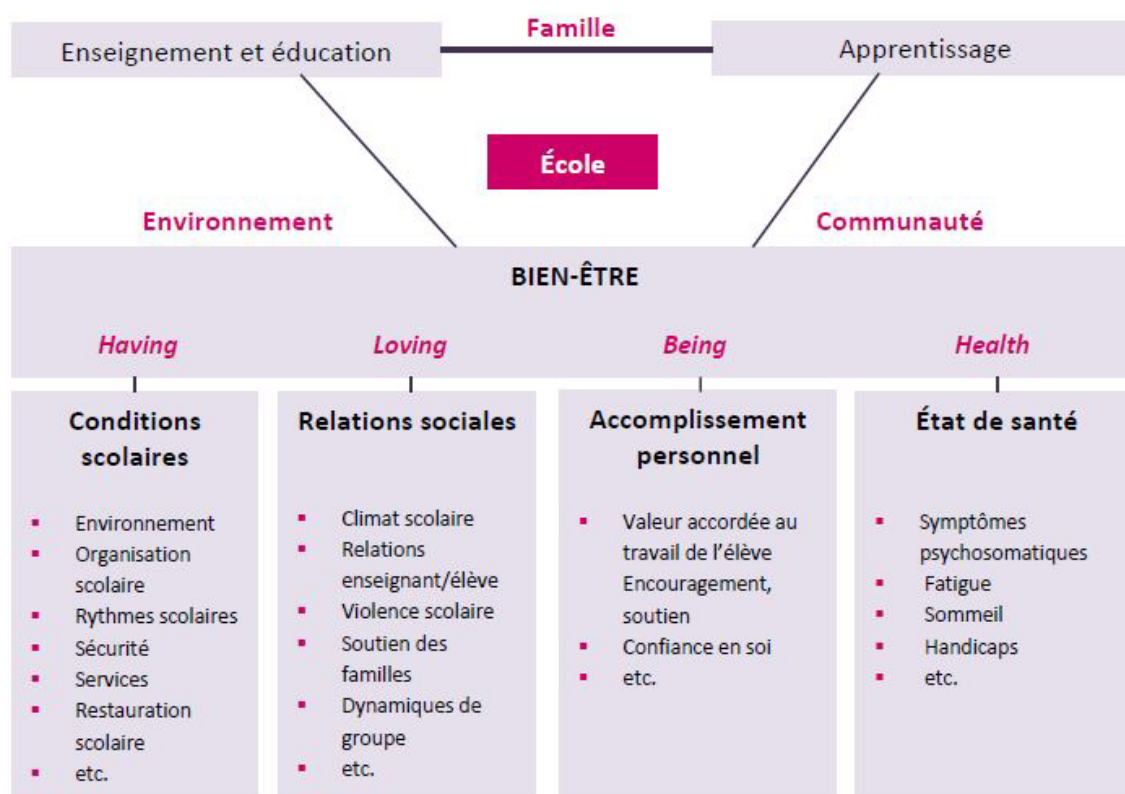 Famille
Enseignement et éducation
Apprentissage
École
Environnement
Communauté
BIEN-ÊTRE
Having
Loving
Being
Health
Conditions
scolaires
▪ Environnement
▪ Organisation
scolaire
▪ Rythmes scolaires
▪ Sécurité
▪ Services
▪ Restauration
scolaire
▪ etc.
Relations sociales
▪ Climat scolaire
▪ Relations
enseignant/élève
▪ Violence scolaire
▪ Soutien des
familles
▪ Dynamiques de
groupe
▪ etc.
Accomplissement
personnel
▪ Valeur accordée au
travail de l’élève
Encouragement,
soutien
▪ Confiance en soi
▪ etc.
État de santé
▪ Symptômes
psychosomatiques
▪ Fatigue
▪ Sommeil
▪ Handicaps
▪ etc.